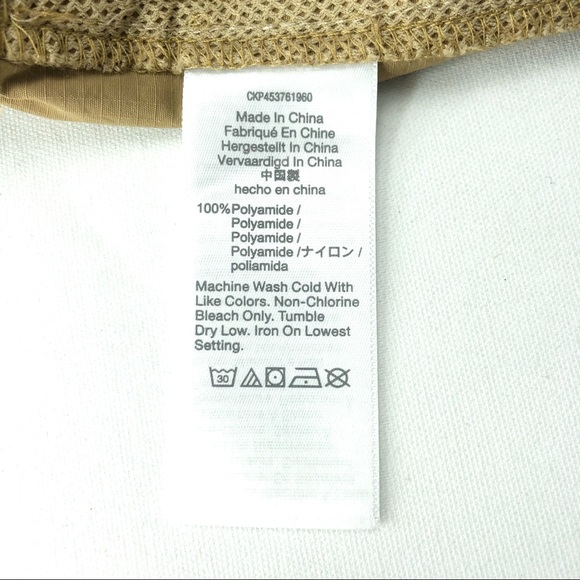 CKP453761960
Made In China
Fabriqué En Chine
Hergestellt In China
Vervaardigd In China
中国製
hecho en china
100%Polyamide /
Polyamide /
Polyamide /
Polyamide /ナイロン /
poliamida
Machine Wash Cold With
Like Colors. Non-Chlorine
Bleach Only. Tumble
Dry Low. Iron On Lowest
Setting.
30